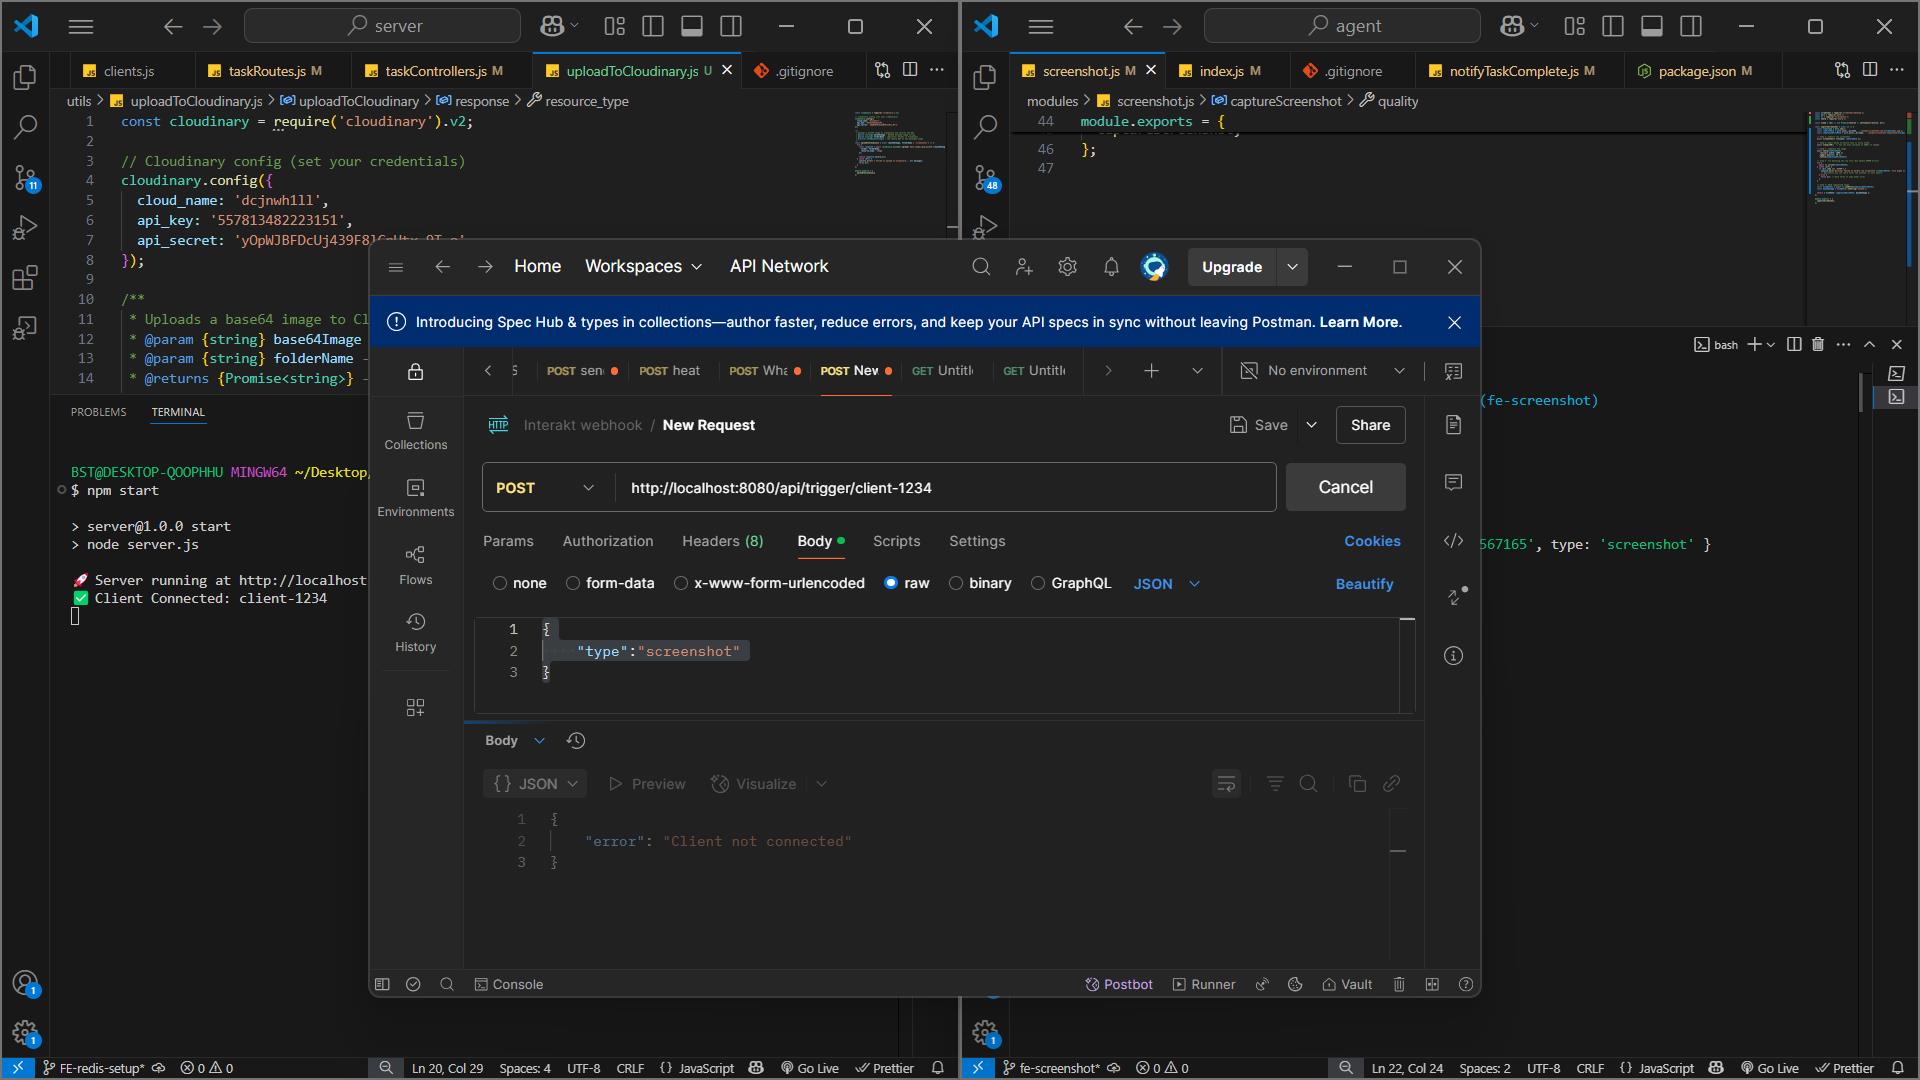 server
clients.js
taskRoutes.js M
taskControllers.js M
uploadToCloudinary.js U
.gitignore
utils > uploadToCloudinary.js > uploadToCloudinary > response > resource_type
1 const cloudinary = require('cloudinary').v2;
2
3 // Cloudinary config (set your credentials)
4 cloudinary.config({
5 cloud_name: 'dcjnwh1ll',
6 api_key: '557813482223151',
7 api_secret:
8 });
9
10 /**
11 * Uploads a base64 image to Cl
12 * @param {string} base64Image
13 * @param {string} folderName -
14 * @returns {Promise<string>} -
PROBLEMS
TERMINAL
BST@DESKTOP-QOOPHHU MINGW64 ~/Desktop/
$ npm start
> server@1.0.0 start
> node server.js
🚀 Server running at http://localhost
✅ Client Connected: client-1234
11
1
1
FE-redis-setup*
0
0
Ln 20, Col 29
Spaces: 4
UTF-8
CRLF
{ } JavaScript
Go Live
Prettier
agent
screenshot.js M
index.js M
.gitignore
notifyTaskComplete.js M
package.json M
modules > screenshot.js > captureScreenshot > quality
44 module.exports = {
46 };
47
48
bash
(fe-screenshot)
567165', type: 'screenshot' }
1
fe-screenshot*
0
0
Ln 22, Col 24
Spaces: 2
UTF-8
CRLF
{ } JavaScript
Go Live
Prettier
Home
Workspaces
API Network
Upgrade
Introducing Spec Hub & types in collections—author faster, reduce errors, and keep your API specs in sync without leaving Postman. Learn More.
POST sen
POST heat
POST Wha
POST New
GET Untitl
GET Untitl
No environment
HTTP
Interakt webhook / New Request
Save
Share
Collections
Environments
Flows
History
POST
http://localhost:8080/api/trigger/client-1234
Cancel
Params
Authorization
Headers (8)
Body
Scripts
Settings
Cookies
none
form-data
x-www-form-urlencoded
raw
binary
GraphQL
JSON
Beautify
1 {
2 "type":"screenshot"
3 }
Body
{ } JSON
Preview
Visualize
1 {
2 "error": "Client not connected"
3 }
Console
Postbot
Runner
Vault